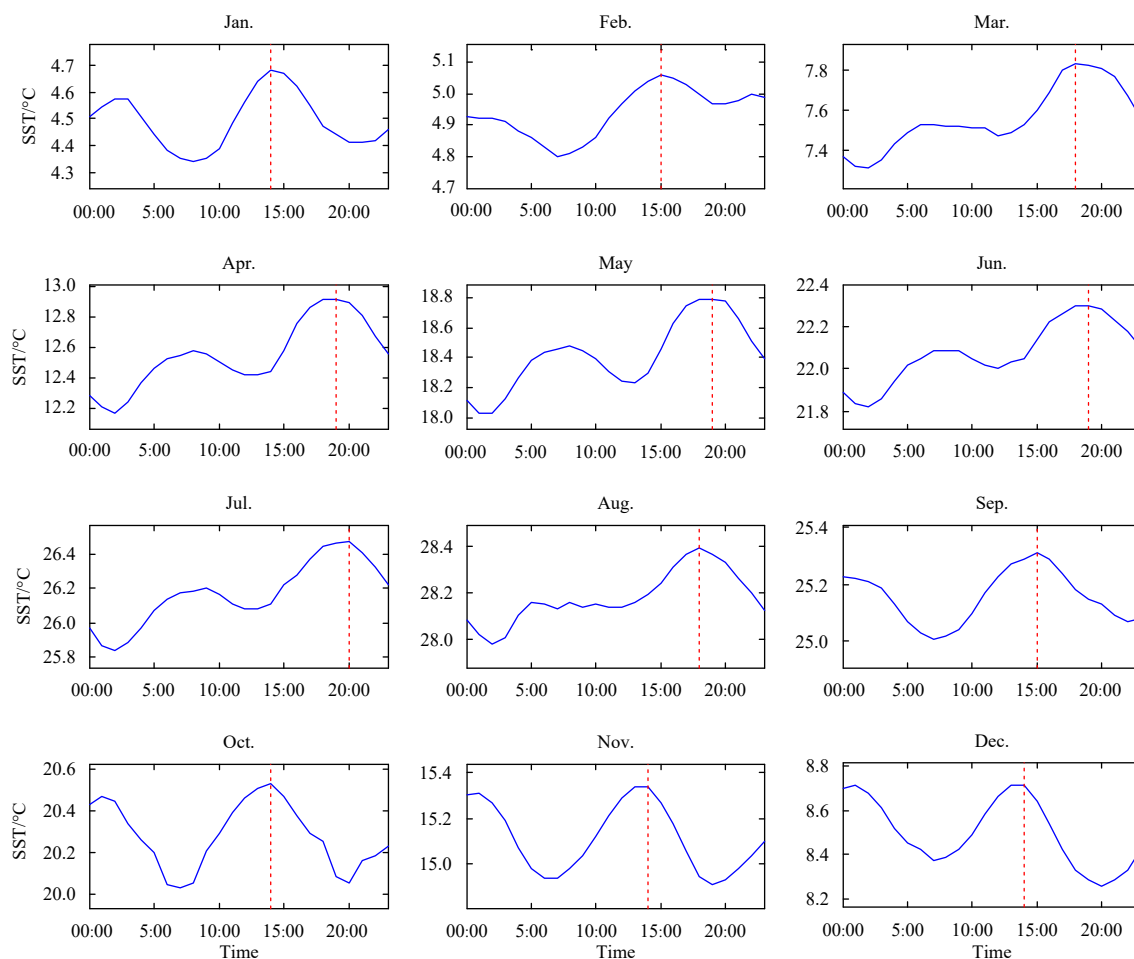 Jan. Feb. Mar.
SST/°C
4.7
4.6
4.5
4.4
4.3
00:00 5:00 10:00 15:00 20:00
5.1
5.0
4.9
4.8
4.7
00:00 5:00 10:00 15:00 20:00
7.8
7.6
7.4
00:00 5:00 10:00 15:00 20:00
Apr. May Jun.
SST/°C
13.0
12.8
12.6
12.4
12.2
00:00 5:00 10:00 15:00 20:00
18.8
18.6
18.4
18.2
18.0
00:00 5:00 10:00 15:00 20:00
22.4
22.2
22.0
21.8
00:00 5:00 10:00 15:00 20:00
Jul. Aug. Sep.
SST/°C
26.4
26.2
26.0
25.8
00:00 5:00 10:00 15:00 20:00
28.4
28.2
28.0
00:00 5:00 10:00 15:00 20:00
25.4
25.2
25.0
00:00 5:00 10:00 15:00 20:00
Oct. Nov. Dec.
SST/°C
20.6
20.4
20.2
20.0
00:00 5:00 10:00 15:00 20:00
Time
15.4
15.2
15.0
00:00 5:00 10:00 15:00 20:00
Time
8.8
8.6
8.4
8.2
00:00 5:00 10:00 15:00 20:00
Time